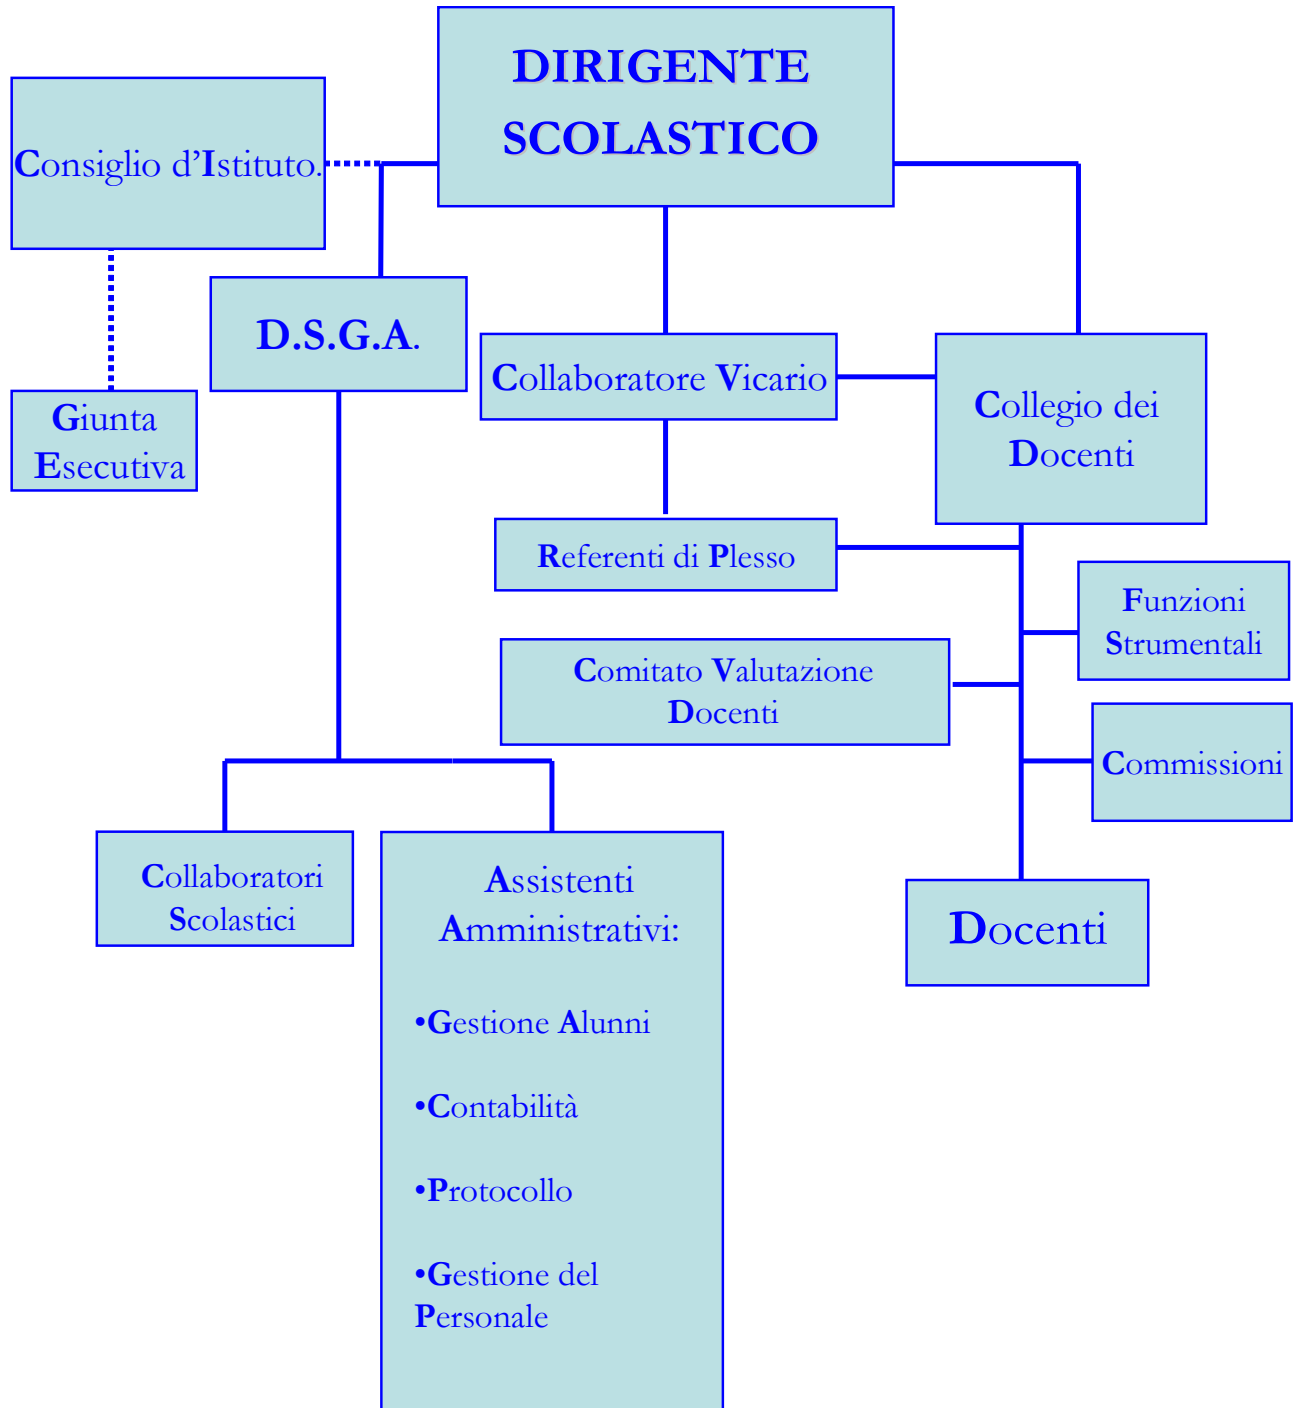 DIRIGENTE
SCOLASTICO
Consiglio d’Istituto.
D.S.G.A.
Collaboratore Vicario
Collegio dei
Docenti
Giunta
Esecutiva
Referenti di Plesso
Funzioni
Strumentali
Comitato Valutazione
Docenti
Commissioni
Collaboratori
Scolastici
Assistenti
Amministrativi:
•Gestione Alunni
•Contabilità
•Protocollo
•Gestione del
Personale
Docenti